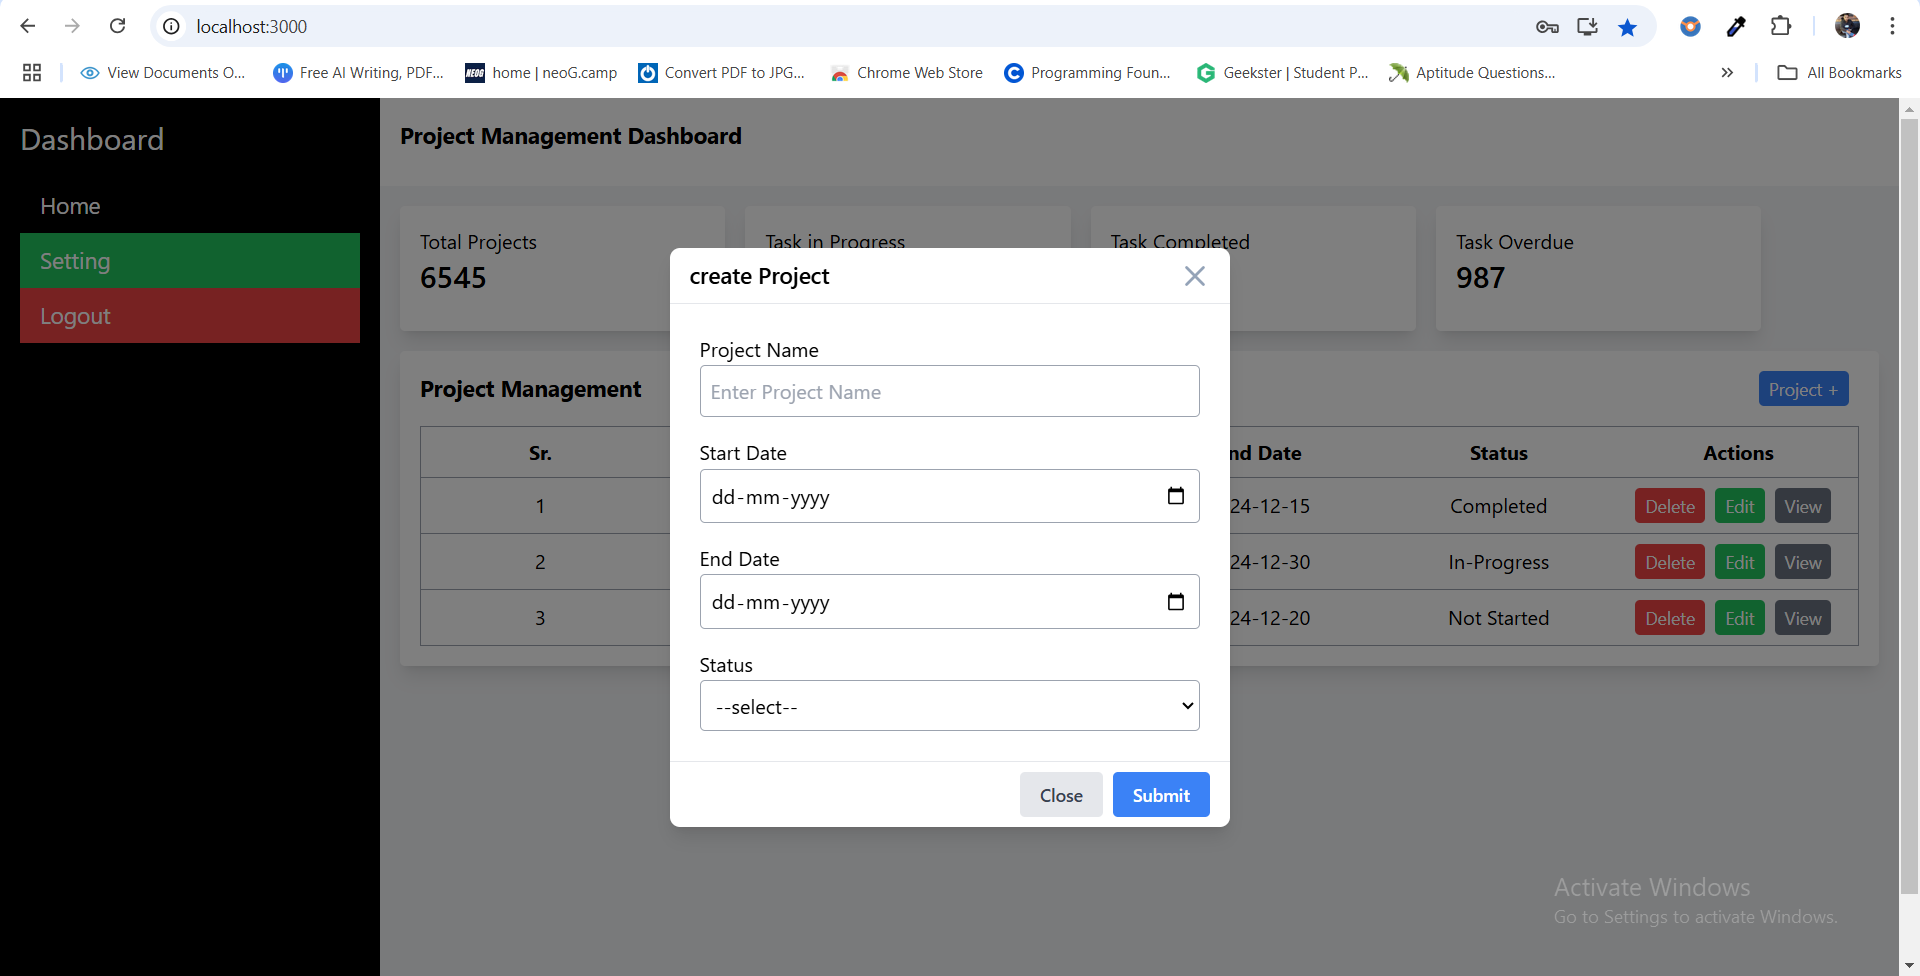 localhost:3000
View Documents O...
Free AI Writing, PDF...
NEOG
home | neoG.camp
Convert PDF to JPG...
Chrome Web Store
Programming Foun...
Geekster | Student P...
Aptitude Questions...
All Bookmarks
Dashboard
Home
Setting
Logout
Project Management Dashboard
Total Projects
6545
Task in Progress
Task Completed
Task Overdue
987
Project Management
Project +
Sr. nd Date Status Actions
1 24-12-15 Completed Delete Edit View
2 24-12-30 In-Progress Delete Edit View
3 24-12-20 Not Started Delete Edit View
create Project
Project Name
Enter Project Name
Start Date
dd-mm-yyyy
End Date
dd-mm-yyyy
Status
--select--
Close
Submit
Activate Windows
Go to Settings to activate Windows.